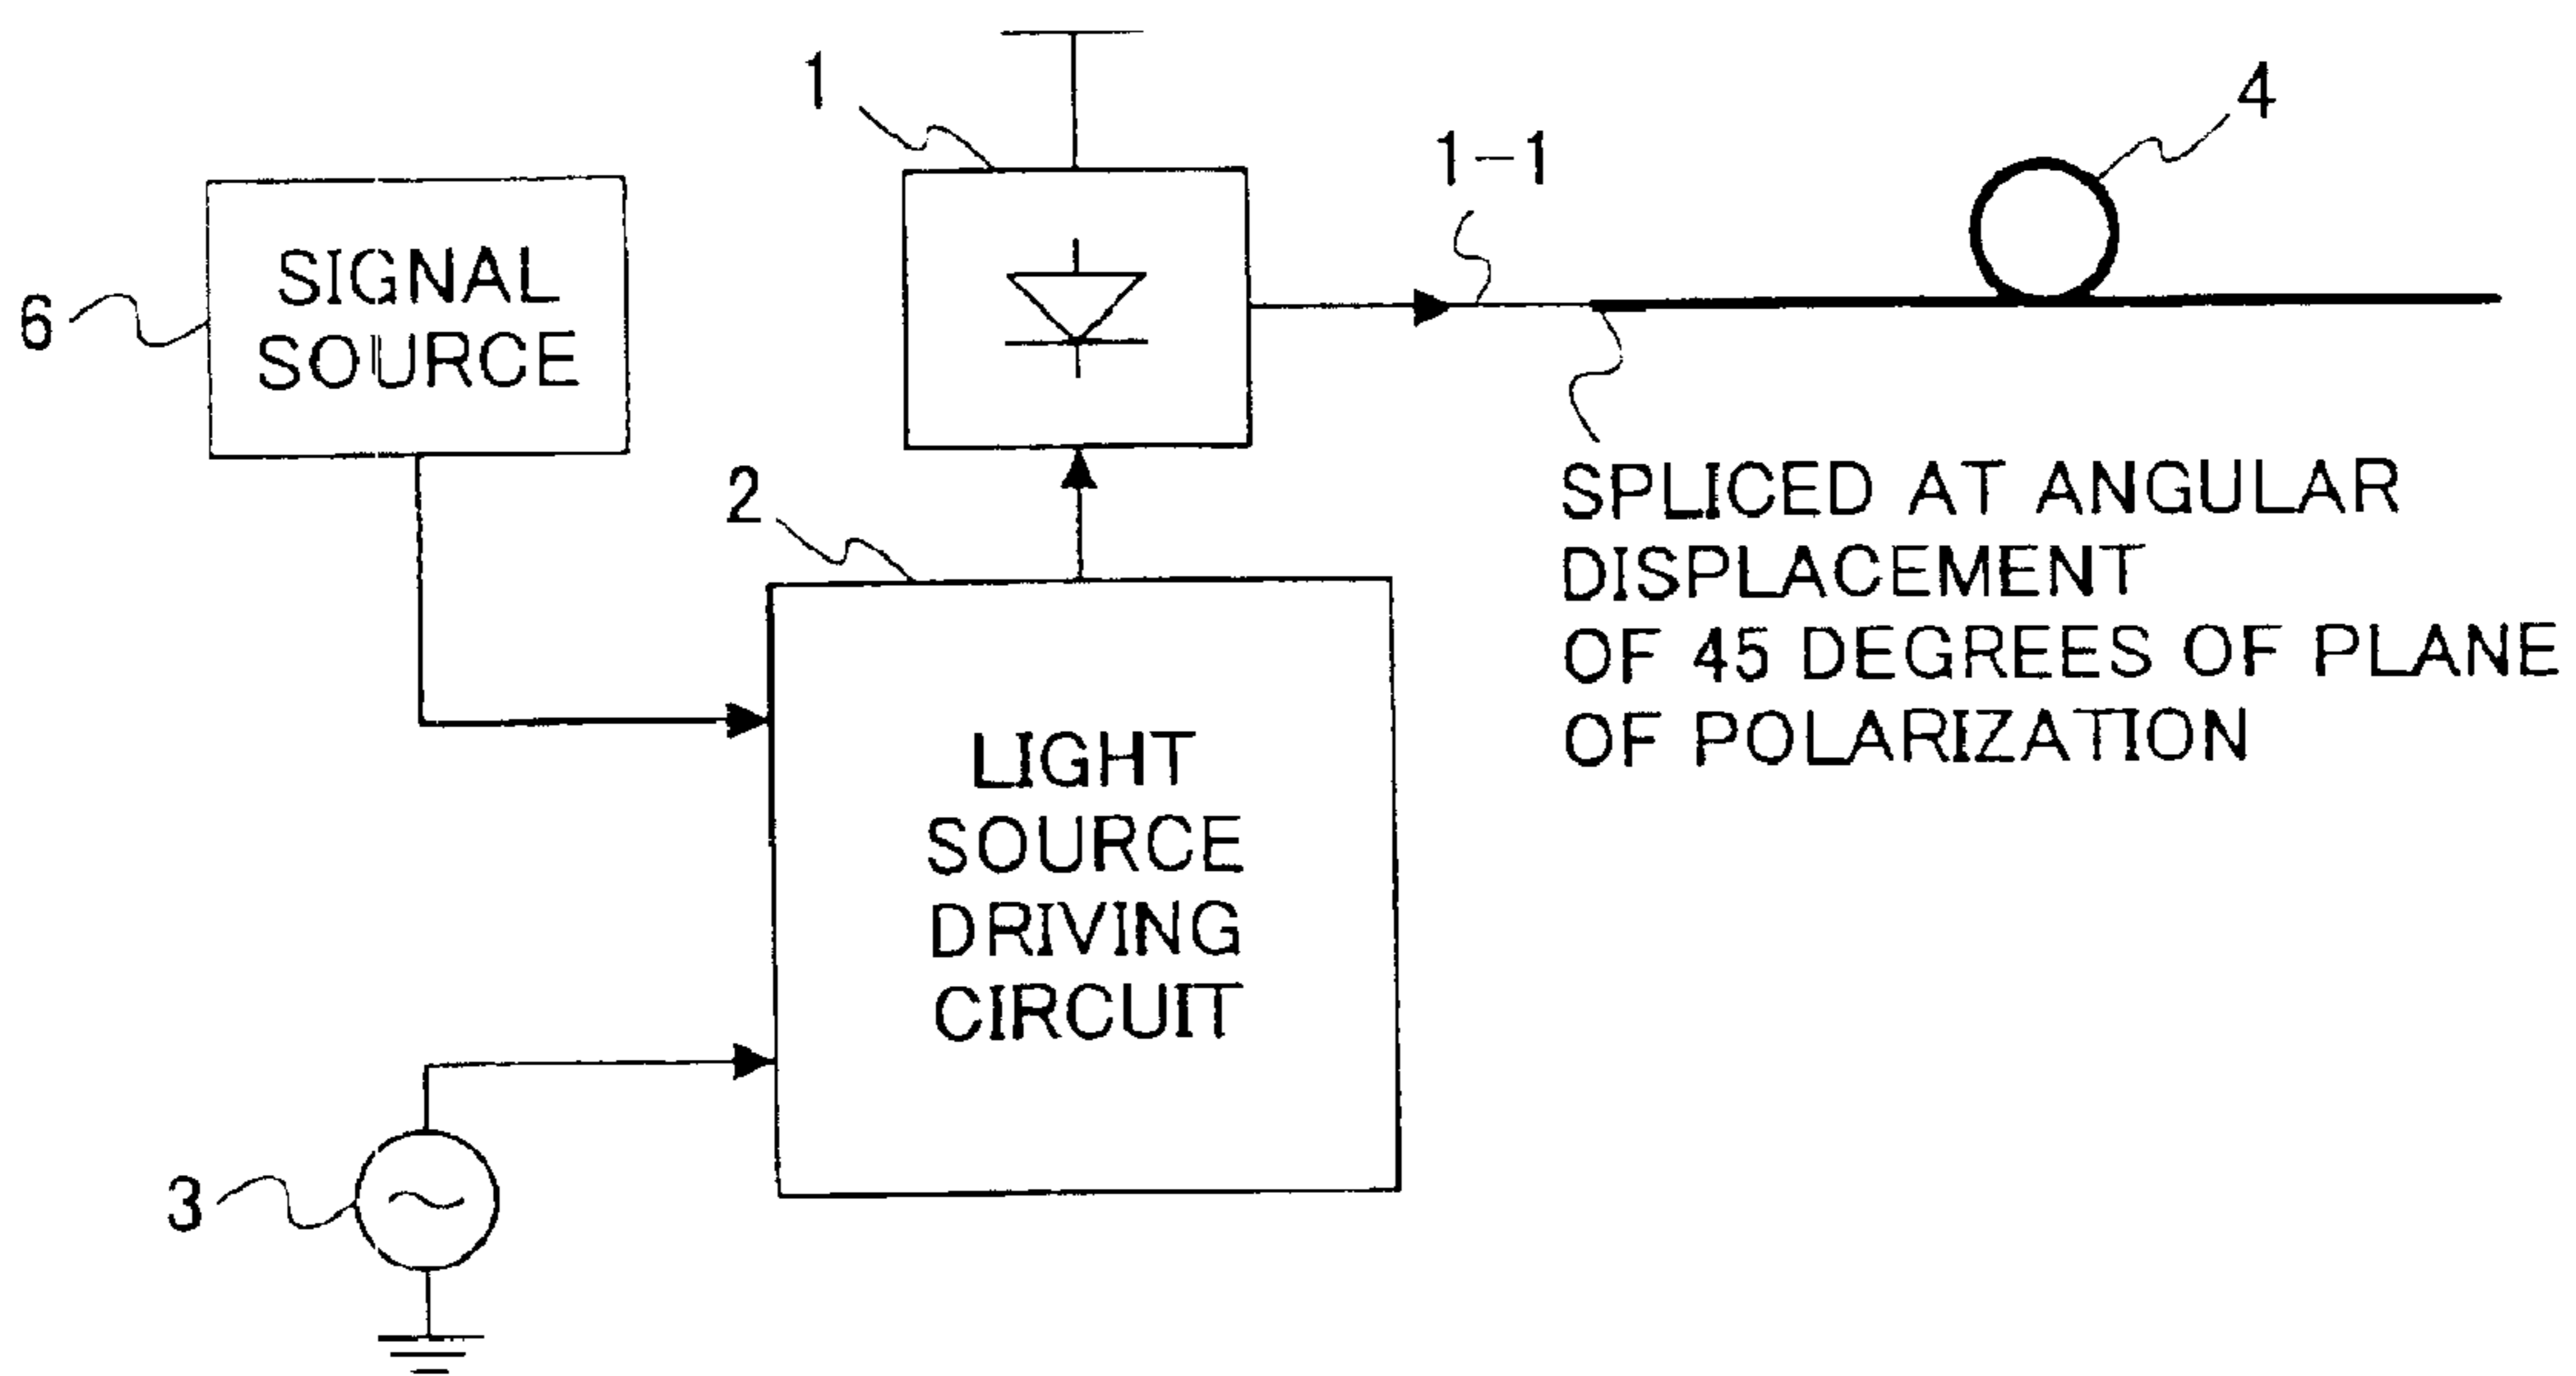 1
4
1-1
SIGNAL
SOURCE
6
2
SPLICED AT ANGULAR
DISPLACEMENT
OF 45 DEGREES OF PLANE
OF POLARIZATION
LIGHT
SOURCE
DRIVING
CIRCUIT
3